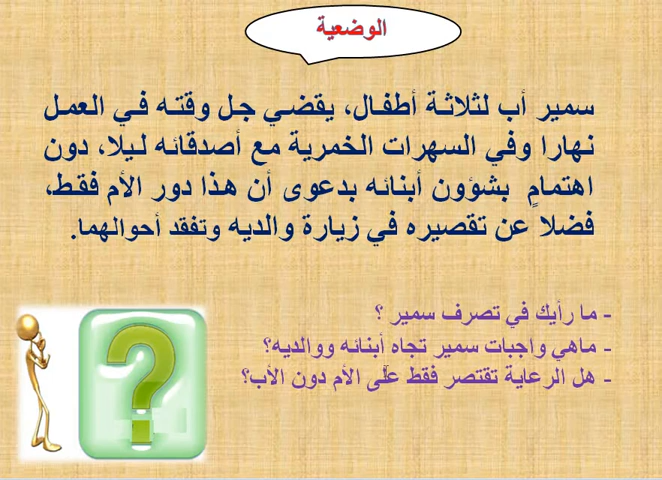 الوضعية
سمير أب لثلاثة أطفال، يقضي جل وقته في العمل
نهارا وفي السهرات الخمرية مع أصدقائه ليلا، دون
اهتمامٍ بشؤون أبنائه بدعوى أن هذا دور الأم فقط،
فضلا عن تقصيره في زيارة والديه وتفقد أحوالهما.
- ما رأيك في تصرف سمير ؟
- ماهي واجبات سمير تجاه أبنائه ووالديه؟
- هل الرعاية تقتصر فقط على الأم دون الأب؟